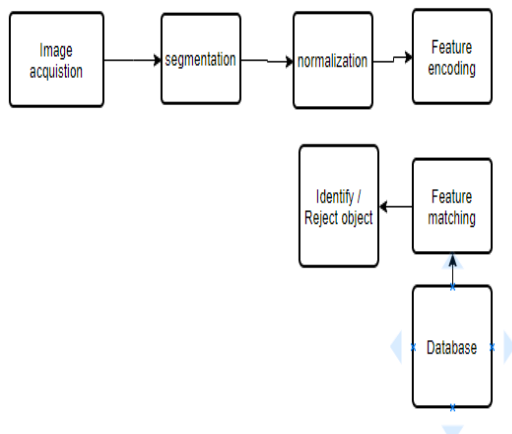 Image
acquistion
segmentation
normalization
Feature
encoding
Identify /
Reject object
Feature
matching
Database